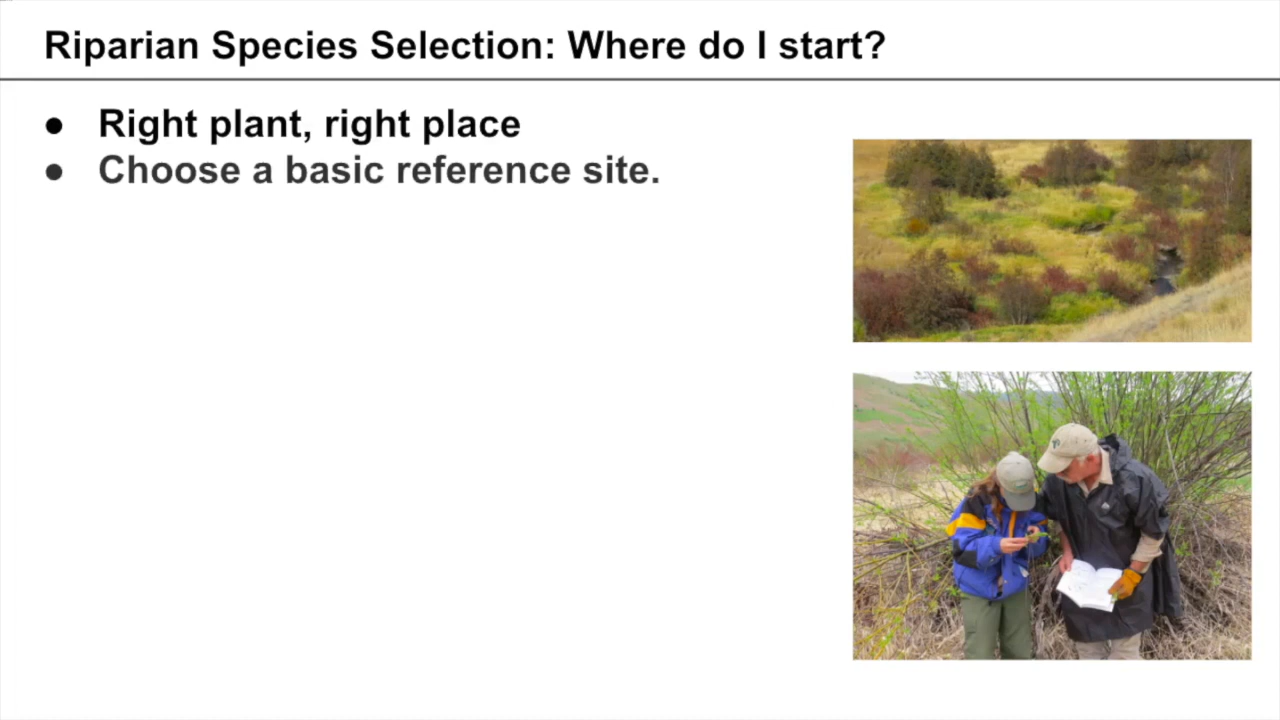 Riparian Species Selection: Where do I start?
● Right plant, right place
● Choose a basic reference site.